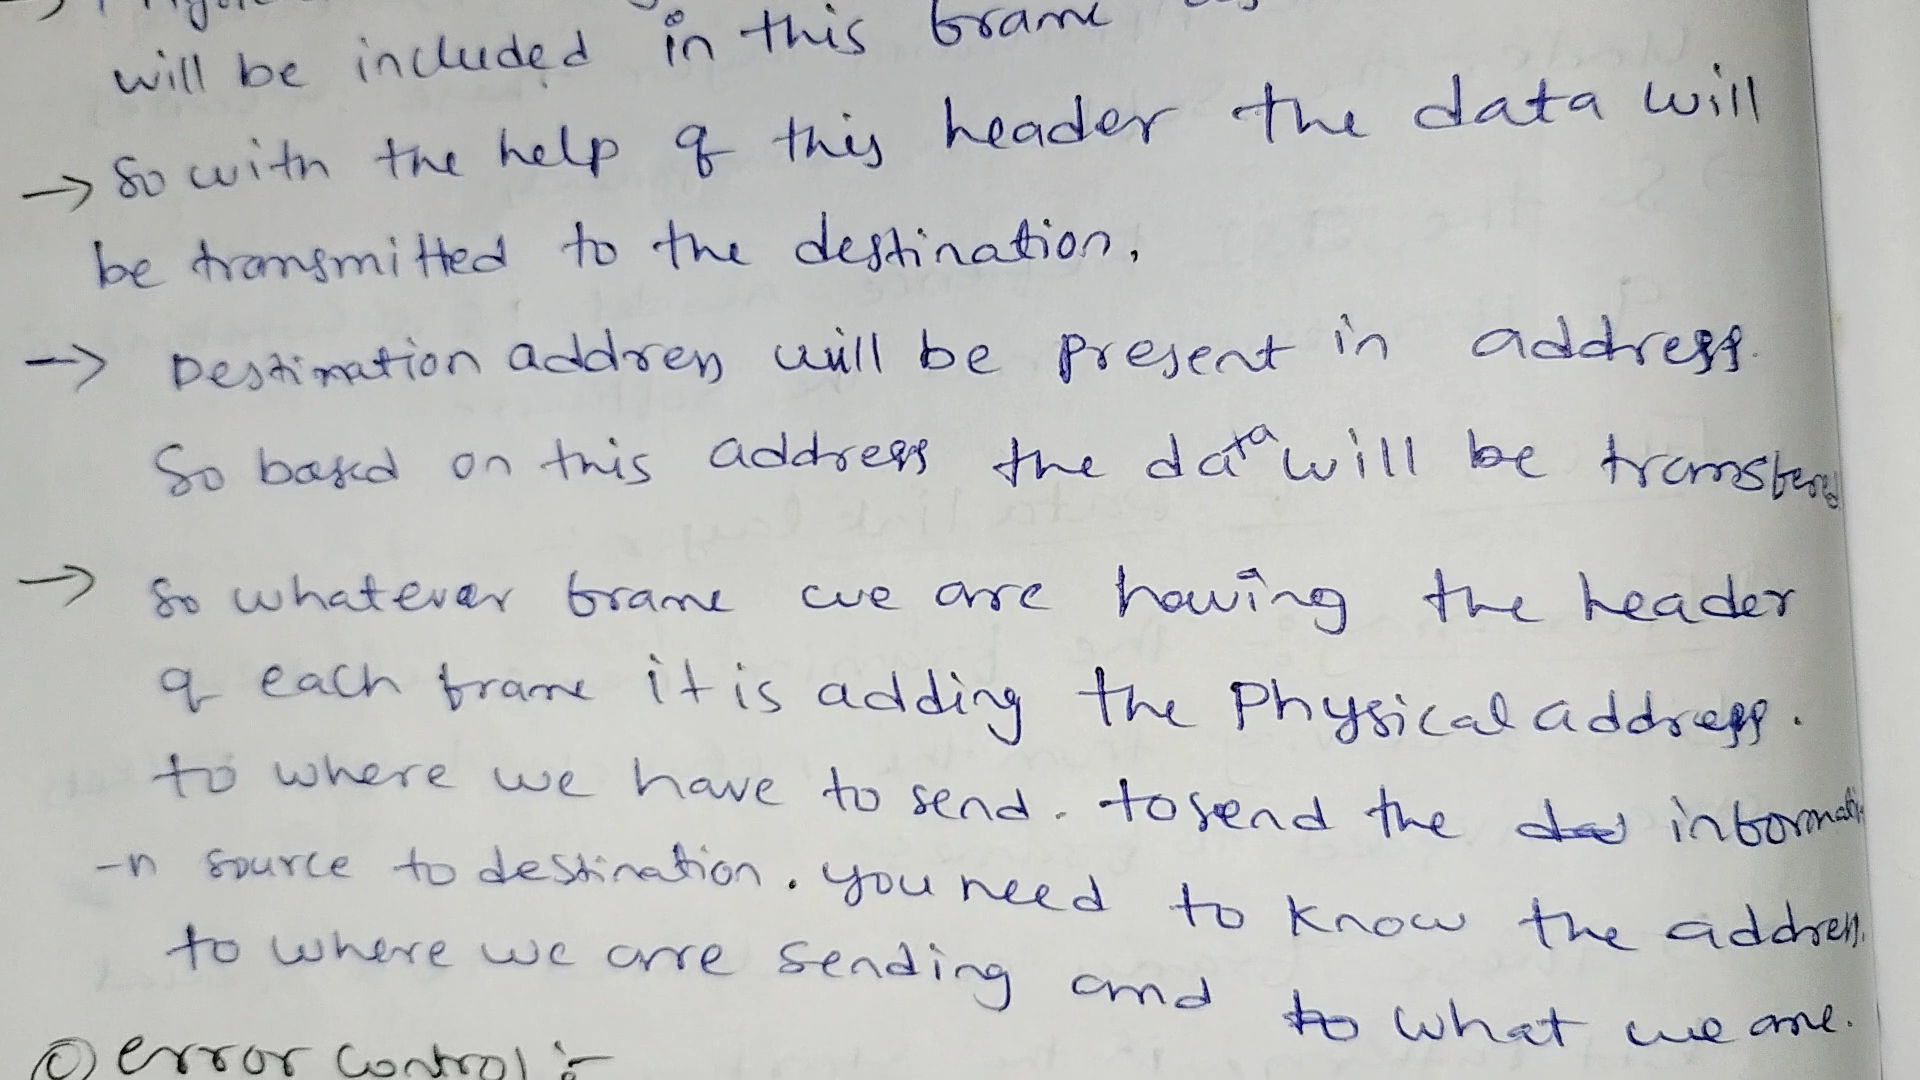 will be included in this frame
→ So with the help of this header the data will
be transmitted to the destination.
→ Destination address will be present in address.
So based on this address the data will be transfered
→ So whatever frame we are having the header
of each frame it is adding the Physical address.
to where we have to send. to send the informati
-n source to destination. you need to know the address.
to where we are sending and to what we are.
© error control :-